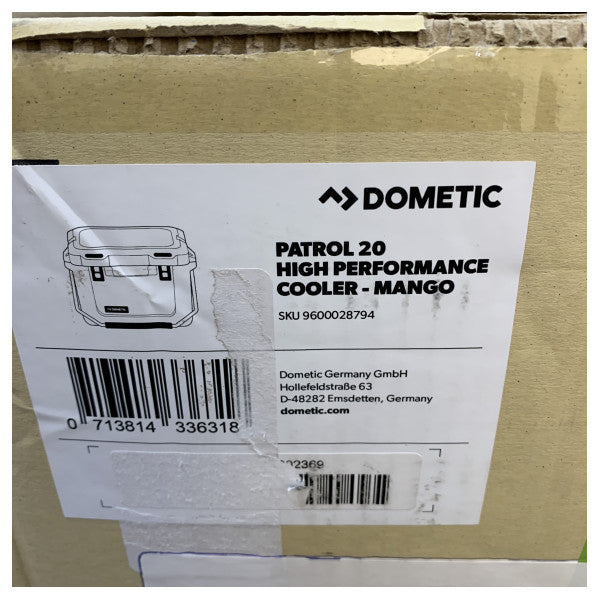 DOMETIC
PATROL 20
HIGH PERFORMANCE
COOLER - MANGO
SKU 9600028794
DOMETIC
Dometic Germany GmbH
Hollefeldstraße 63
D-48282 Emsdetten, Germany
dometic.com
0 713814 336318